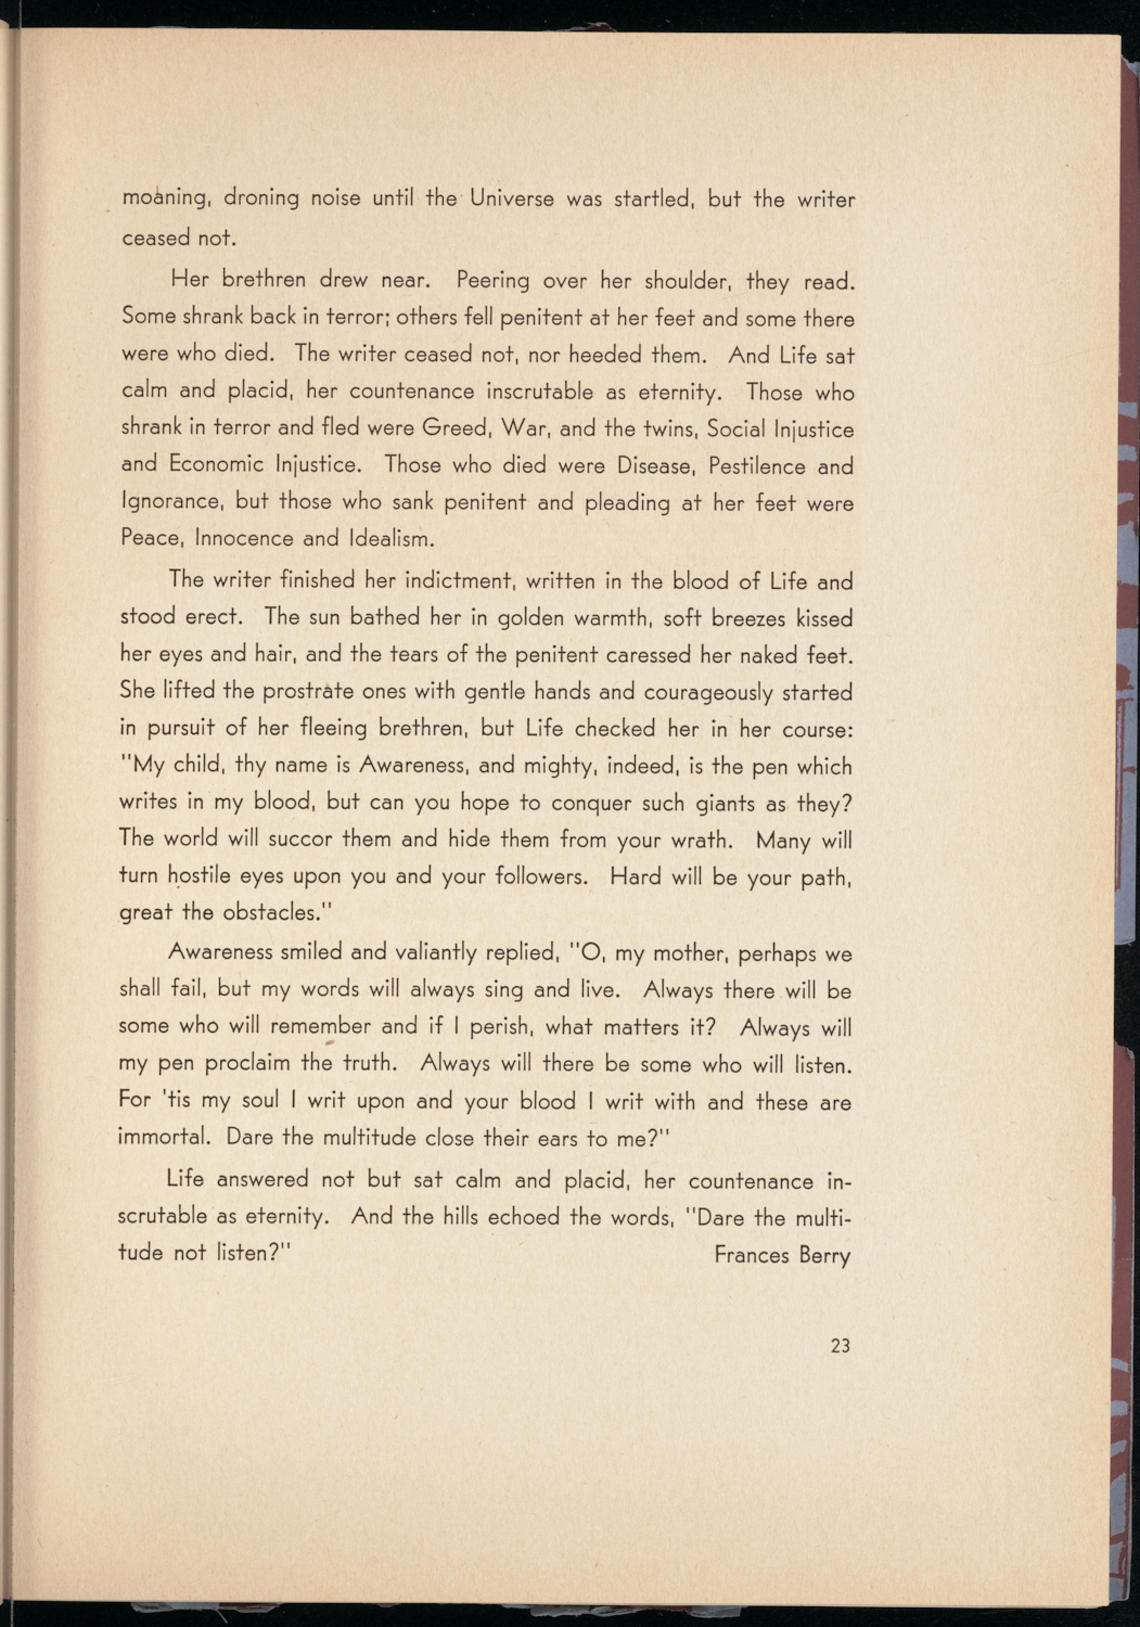 moaning, droning noise until the Universe was startled, but the writer
ceased not.
Her brethren drew near. Peering over her shoulder, they read.
Some shrank back in terror; others fell penitent at her feet and some there
were who died. The writer ceased not, nor heeded them. And Life sat
calm and placid, her countenance inscrutable as eternity. Those who
shrank in terror and fled were Greed, War, and the twins, Social Injustice
and Economic Injustice. Those who died were Disease, Pestilence and
Ignorance, but those who sank penitent and pleading at her feet were
Peace, Innocence and Idealism.
The writer finished her indictment, written in the blood of Life and
stood erect. The sun bathed her in golden warmth, soft breezes kissed
her eyes and hair, and the tears of the penitent caressed her naked feet.
She lifted the prostrate ones with gentle hands and courageously started
in pursuit of her fleeing brethren, but Life checked her in her course:
"My child, thy name is Awareness, and mighty, indeed, is the pen which
writes in my blood, but can you hope to conquer such giants as they?
The world will succor them and hide them from your wrath. Many will
turn hostile eyes upon you and your followers. Hard will be your path,
great the obstacles."
Awareness smiled and valiantly replied, "O, my mother, perhaps we
shall fail, but my words will always sing and live. Always there will be
some who will remember and if I perish, what matters it? Always will
my pen proclaim the truth. Always will there be some who will listen.
For 'tis my soul I writ upon and your blood I writ with and these are
immortal. Dare the multitude close their ears to me?"
Life answered not but sat calm and placid, her countenance in-
scrutable as eternity. And the hills echoed the words, "Dare the multi-
tude not listen?" Frances Berry
23